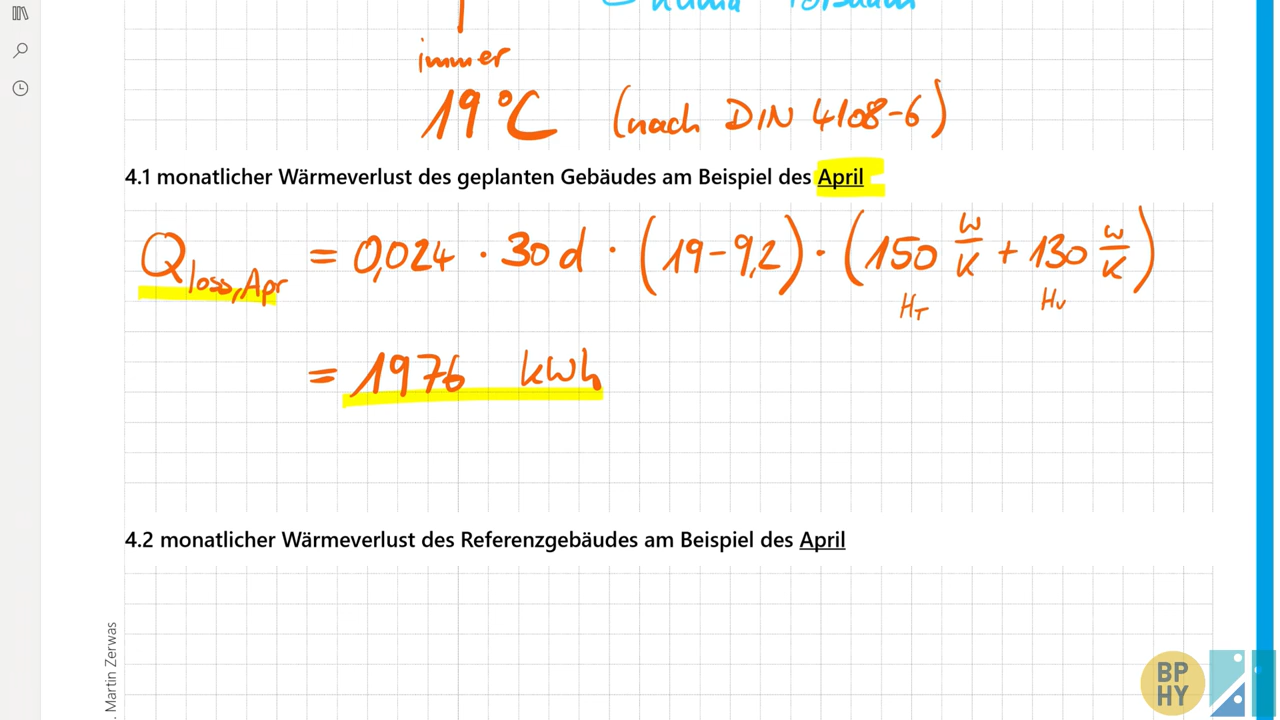 immer
19 °C (nach DIN 4108-6)
4.1 monatlicher Wärmeverlust des geplanten Gebäudes am Beispiel des April
Q loss, Apr = 0,024 · 30 d · (19 - 9,2) · (150 W/K + 130 W/K)
H_T H_V
= 1976 kWh
4.2 monatlicher Wärmeverlust des Referenzgebäudes am Beispiel des April
. Martin Zerwas
BP
HY